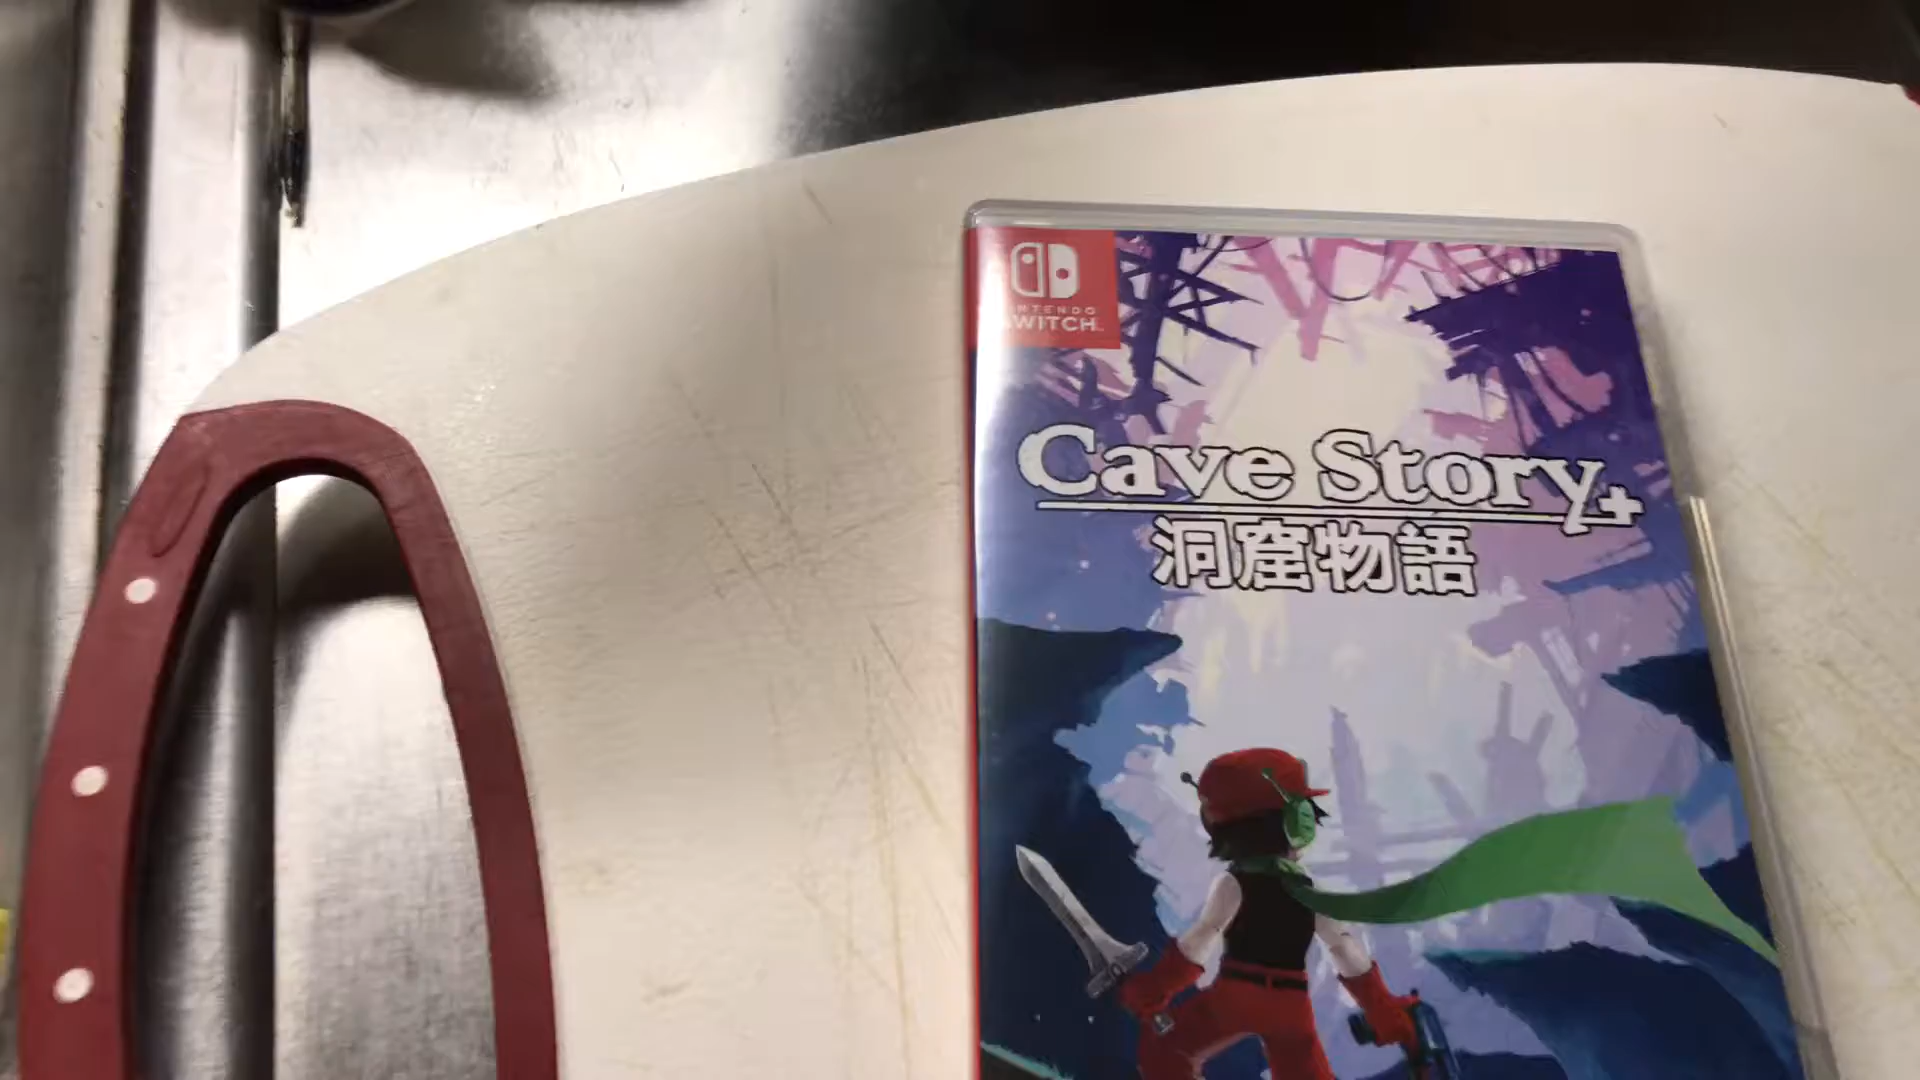 NINTENDO
SWITCH
Cave Story+
洞窟物語